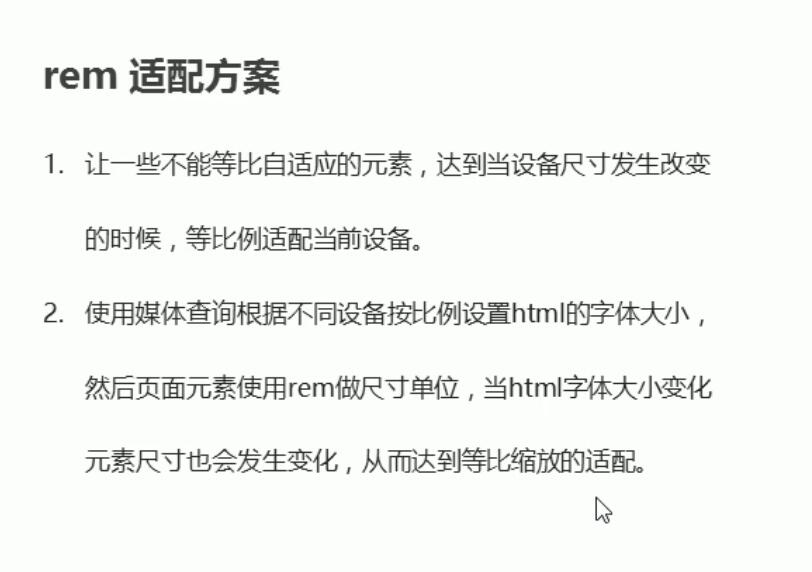 rem 适配方案
1. 让一些不能等比自适应的元素，达到当设备尺寸发生改变
的时候，等比例适配当前设备。
2. 使用媒体查询根据不同设备按比例设置html的字体大小，
然后页面元素使用rem做尺寸单位，当html字体大小变化
元素尺寸也会发生变化，从而达到等比缩放的适配。